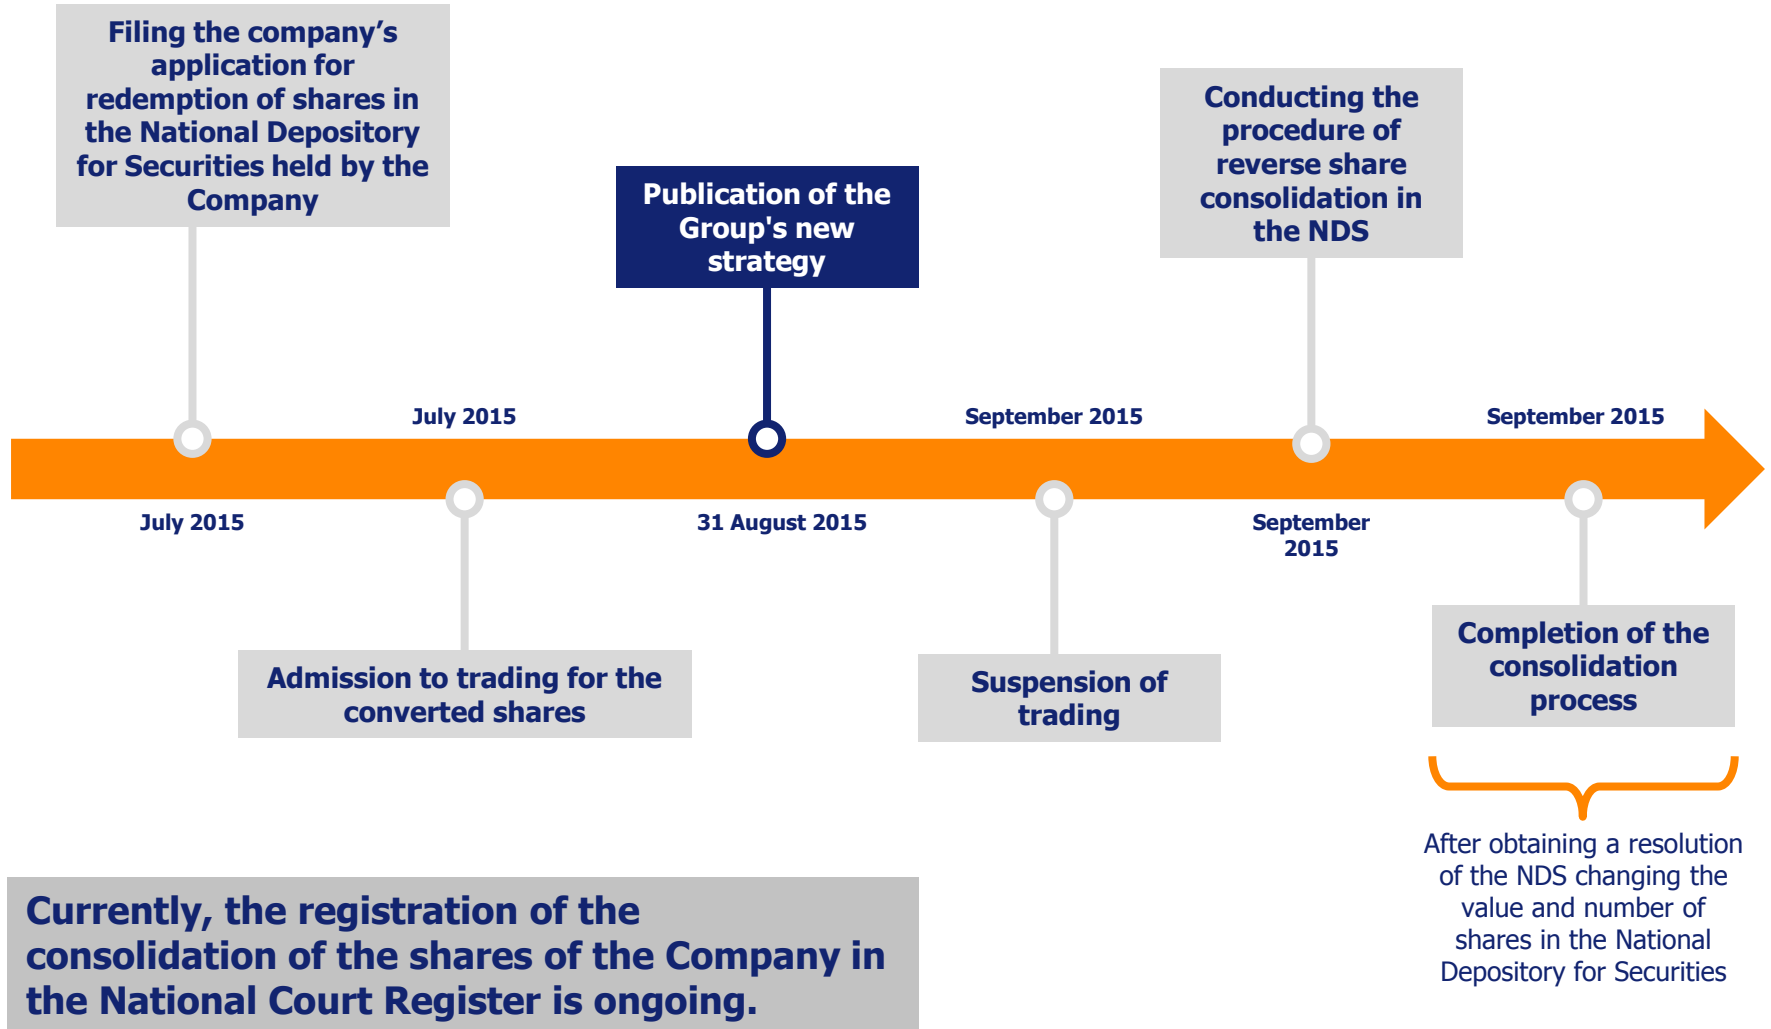 Filing the company’s
application for
redemption of shares in
the National Depository
for Securities held by the
Company
Conducting the
procedure of
reverse share
consolidation in
the NDS
Publication of the
Group's new
strategy
July 2015
September 2015
September 2015
July 2015
31 August 2015
September
2015
Admission to trading for the
converted shares
Suspension of
trading
Completion of the
consolidation
process
After obtaining a resolution
of the NDS changing the
value and number of
shares in the National
Depository for Securities
Currently, the registration of the
consolidation of the shares of the Company in
the National Court Register is ongoing.